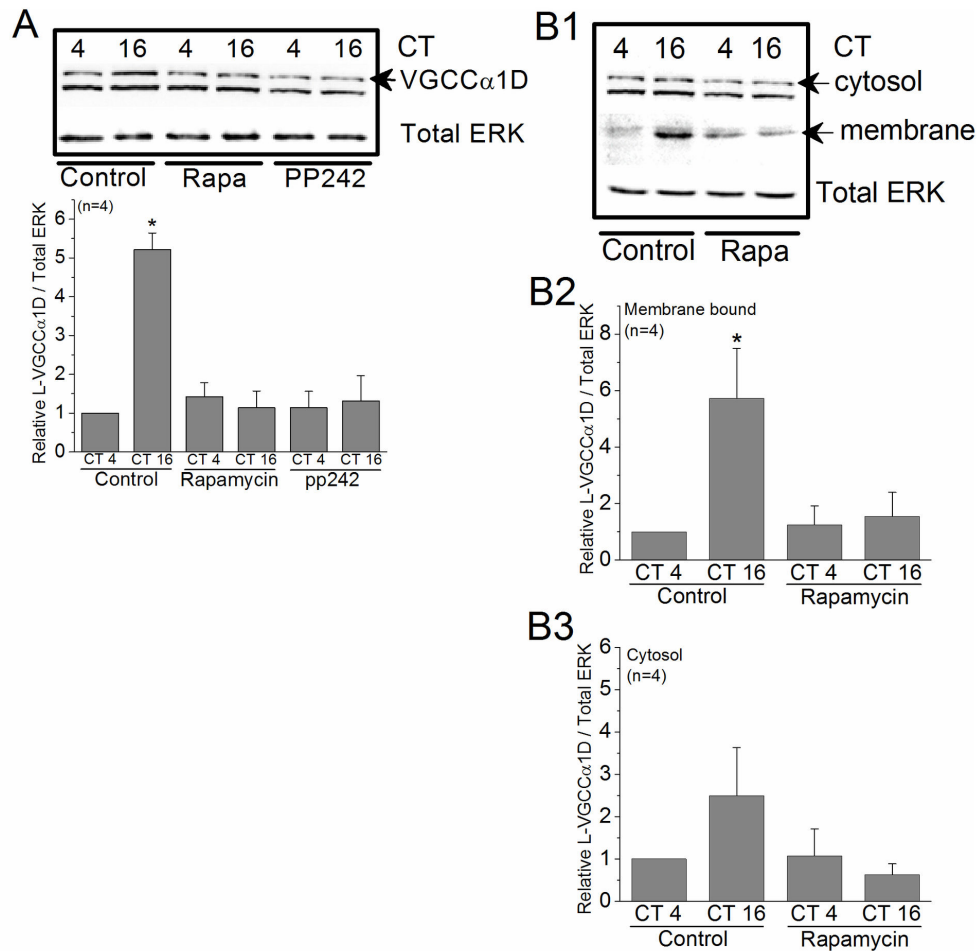 A
4 16 4 16 4 16 CT
VGCCα1D
Total ERK
Control Rapa PP242
(n=4)
6
5
4
3
2
1
0
Relative L-VGCCα1D / Total ERK
*
CT 4 CT 16 CT 4 CT 16 CT 4 CT 16
Control Rapamycin pp242
B1
4 16 4 16 CT
cytosol
membrane
Total ERK
Control Rapa
B2
Membrane bound
(n=4)
8
6
4
2
0
Relative L-VGCCα1D / Total ERK
*
CT 4 CT 16 CT 4 CT 16
Control Rapamycin
B3
Cytosol
(n=4)
6
5
4
3
2
1
0
Relative L-VGCCα1D / Total ERK
CT 4 CT 16 CT 4 CT 16
Control Rapamycin